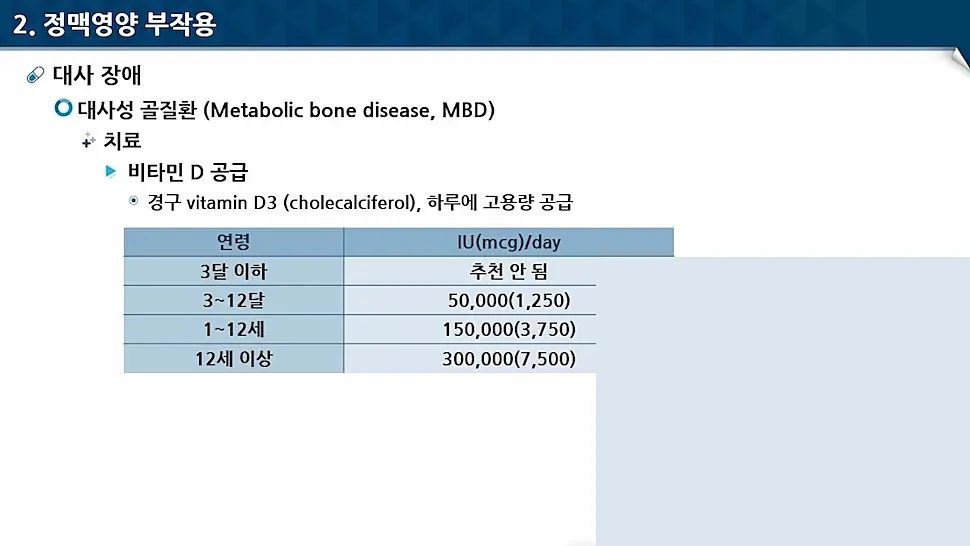 2. 정맥영양 부작용
대사 장애
대사성 골질환 (Metabolic bone disease, MBD)
치료
비타민 D 공급
경구 vitamin D3 (cholecalciferol), 하루에 고용량 공급
연령 IU(mcg)/day
3달 이하 추천 안 됨
3~12달 50,000(1,250)
1~12세 150,000(3,750)
12세 이상 300,000(7,500)